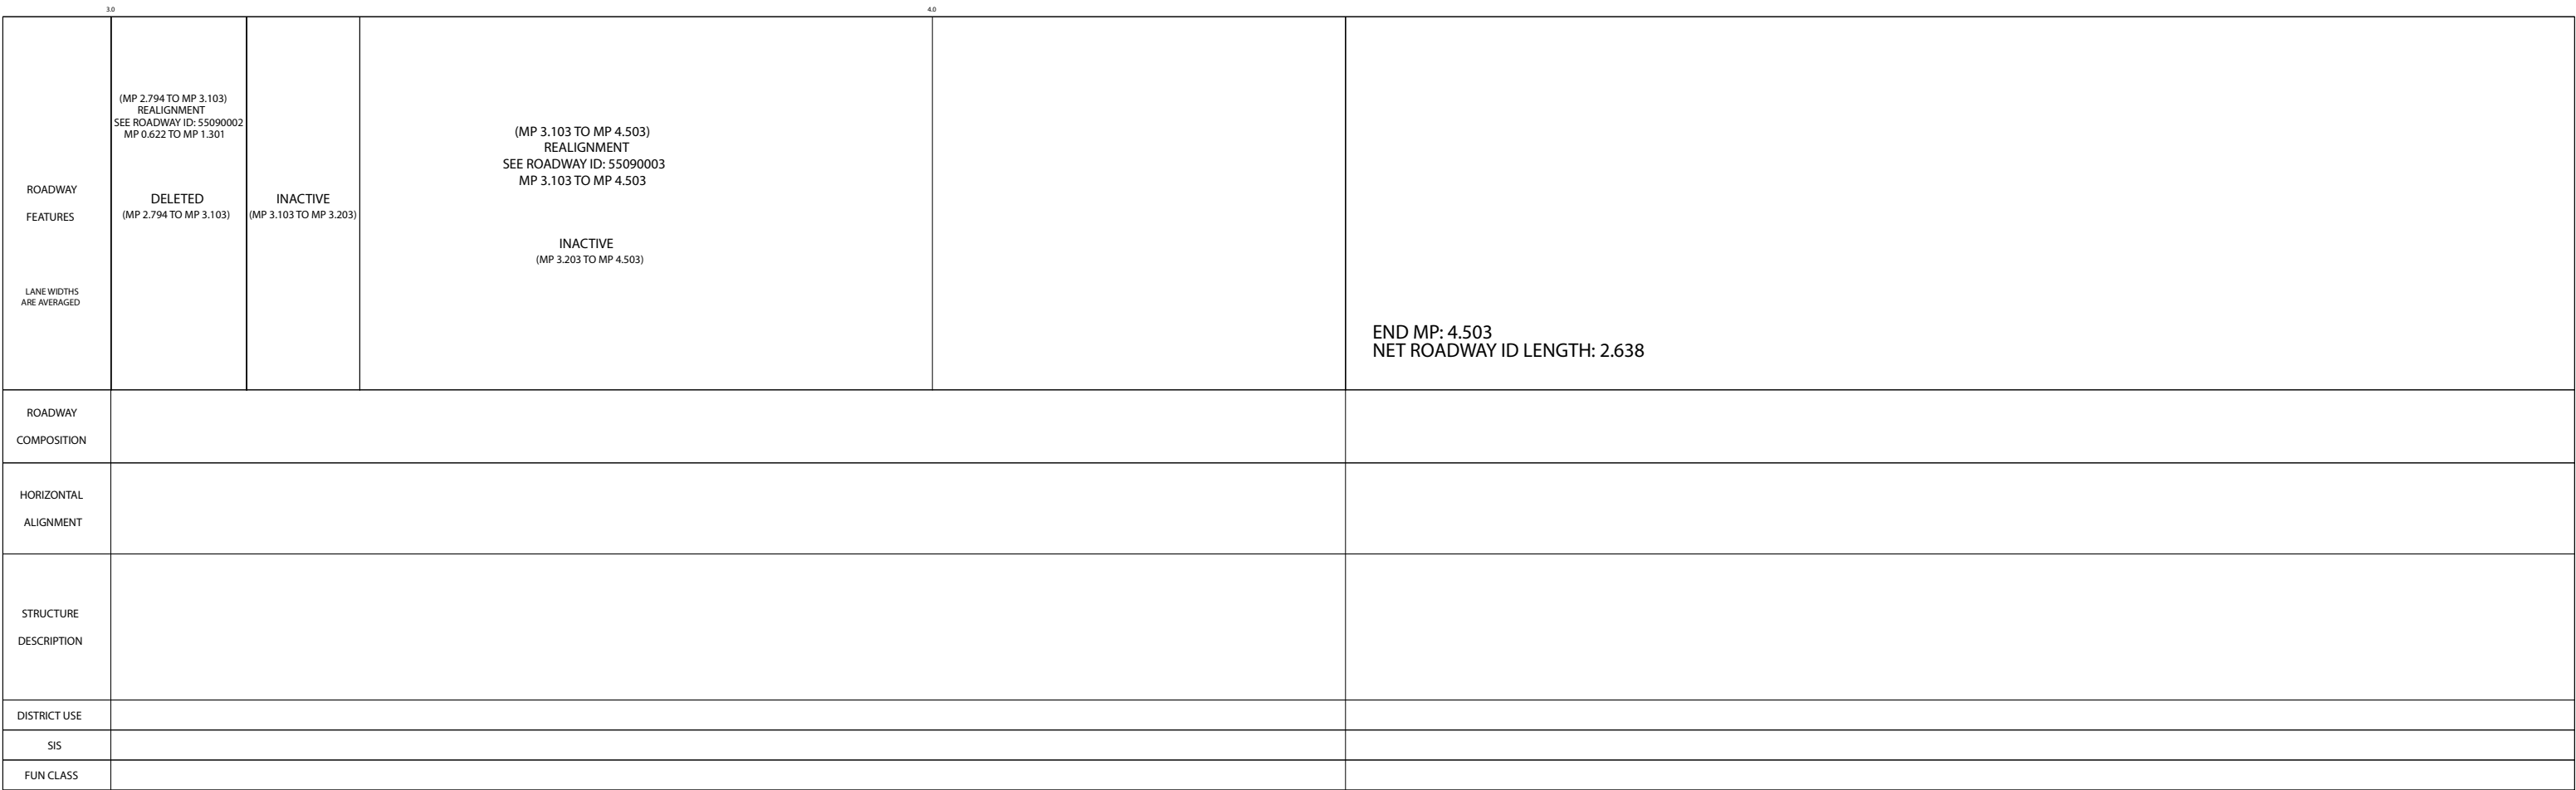 3.0
4.0
ROADWAY
FEATURES
LANE WIDTHS
ARE AVERAGED
(MP 2.794 TO MP 3.103)
REALIGNMENT
SEE ROADWAY ID: 55090002
MP 0.622 TO MP 1.301
DELETED
(MP 2.794 TO MP 3.103)
INACTIVE
(MP 3.103 TO MP 3.203)
(MP 3.103 TO MP 4.503)
REALIGNMENT
SEE ROADWAY ID: 55090003
MP 3.103 TO MP 4.503
INACTIVE
(MP 3.203 TO MP 4.503)
END MP: 4.503
NET ROADWAY ID LENGTH: 2.638
ROADWAY
COMPOSITION
HORIZONTAL
ALIGNMENT
STRUCTURE
DESCRIPTION
DISTRICT USE
SIS
FUN CLASS